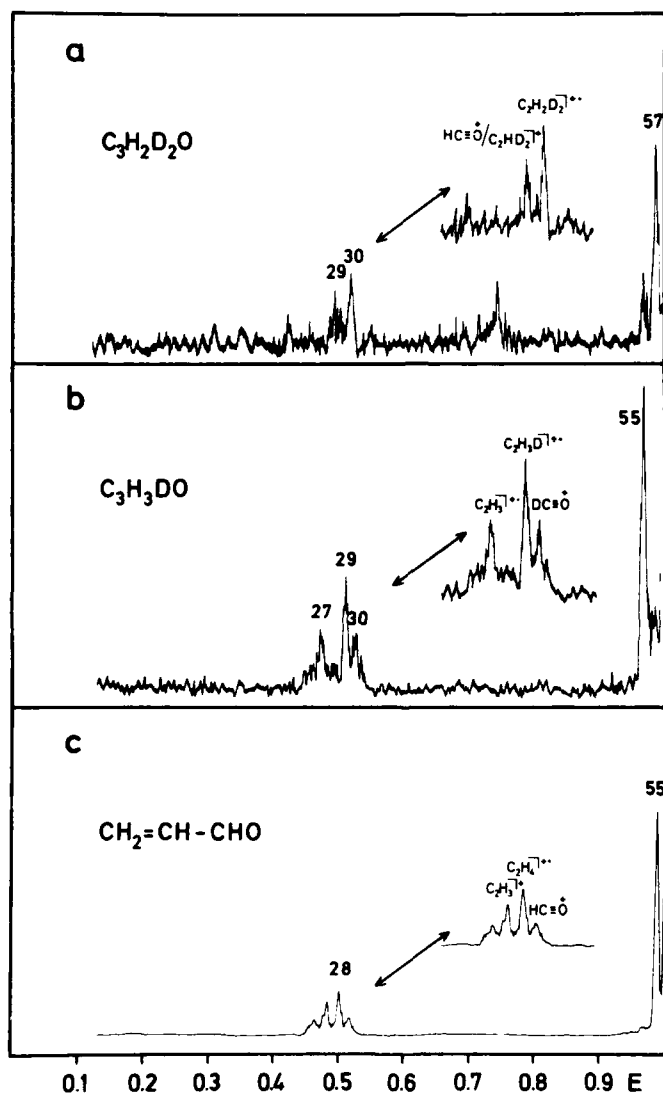 a
C₂H₂D₂⌉⁺·
57
HC≡O⁺/C₂HD₂⌉⁺
C₃H₂D₂O
30
29
b
55
C₂H₃D⌉⁺·
C₃H₃DO
C₂H₃⌉⁺· DC≡O⁺
29
27 30
c
55
CH₂=CH-CHO
C₂H₄⌉⁺·
C₂H₃⌉⁺
HC≡O⁺
28
0.1 0.2 0.3 0.4 0.5 0.6 0.7 0.8 0.9 E